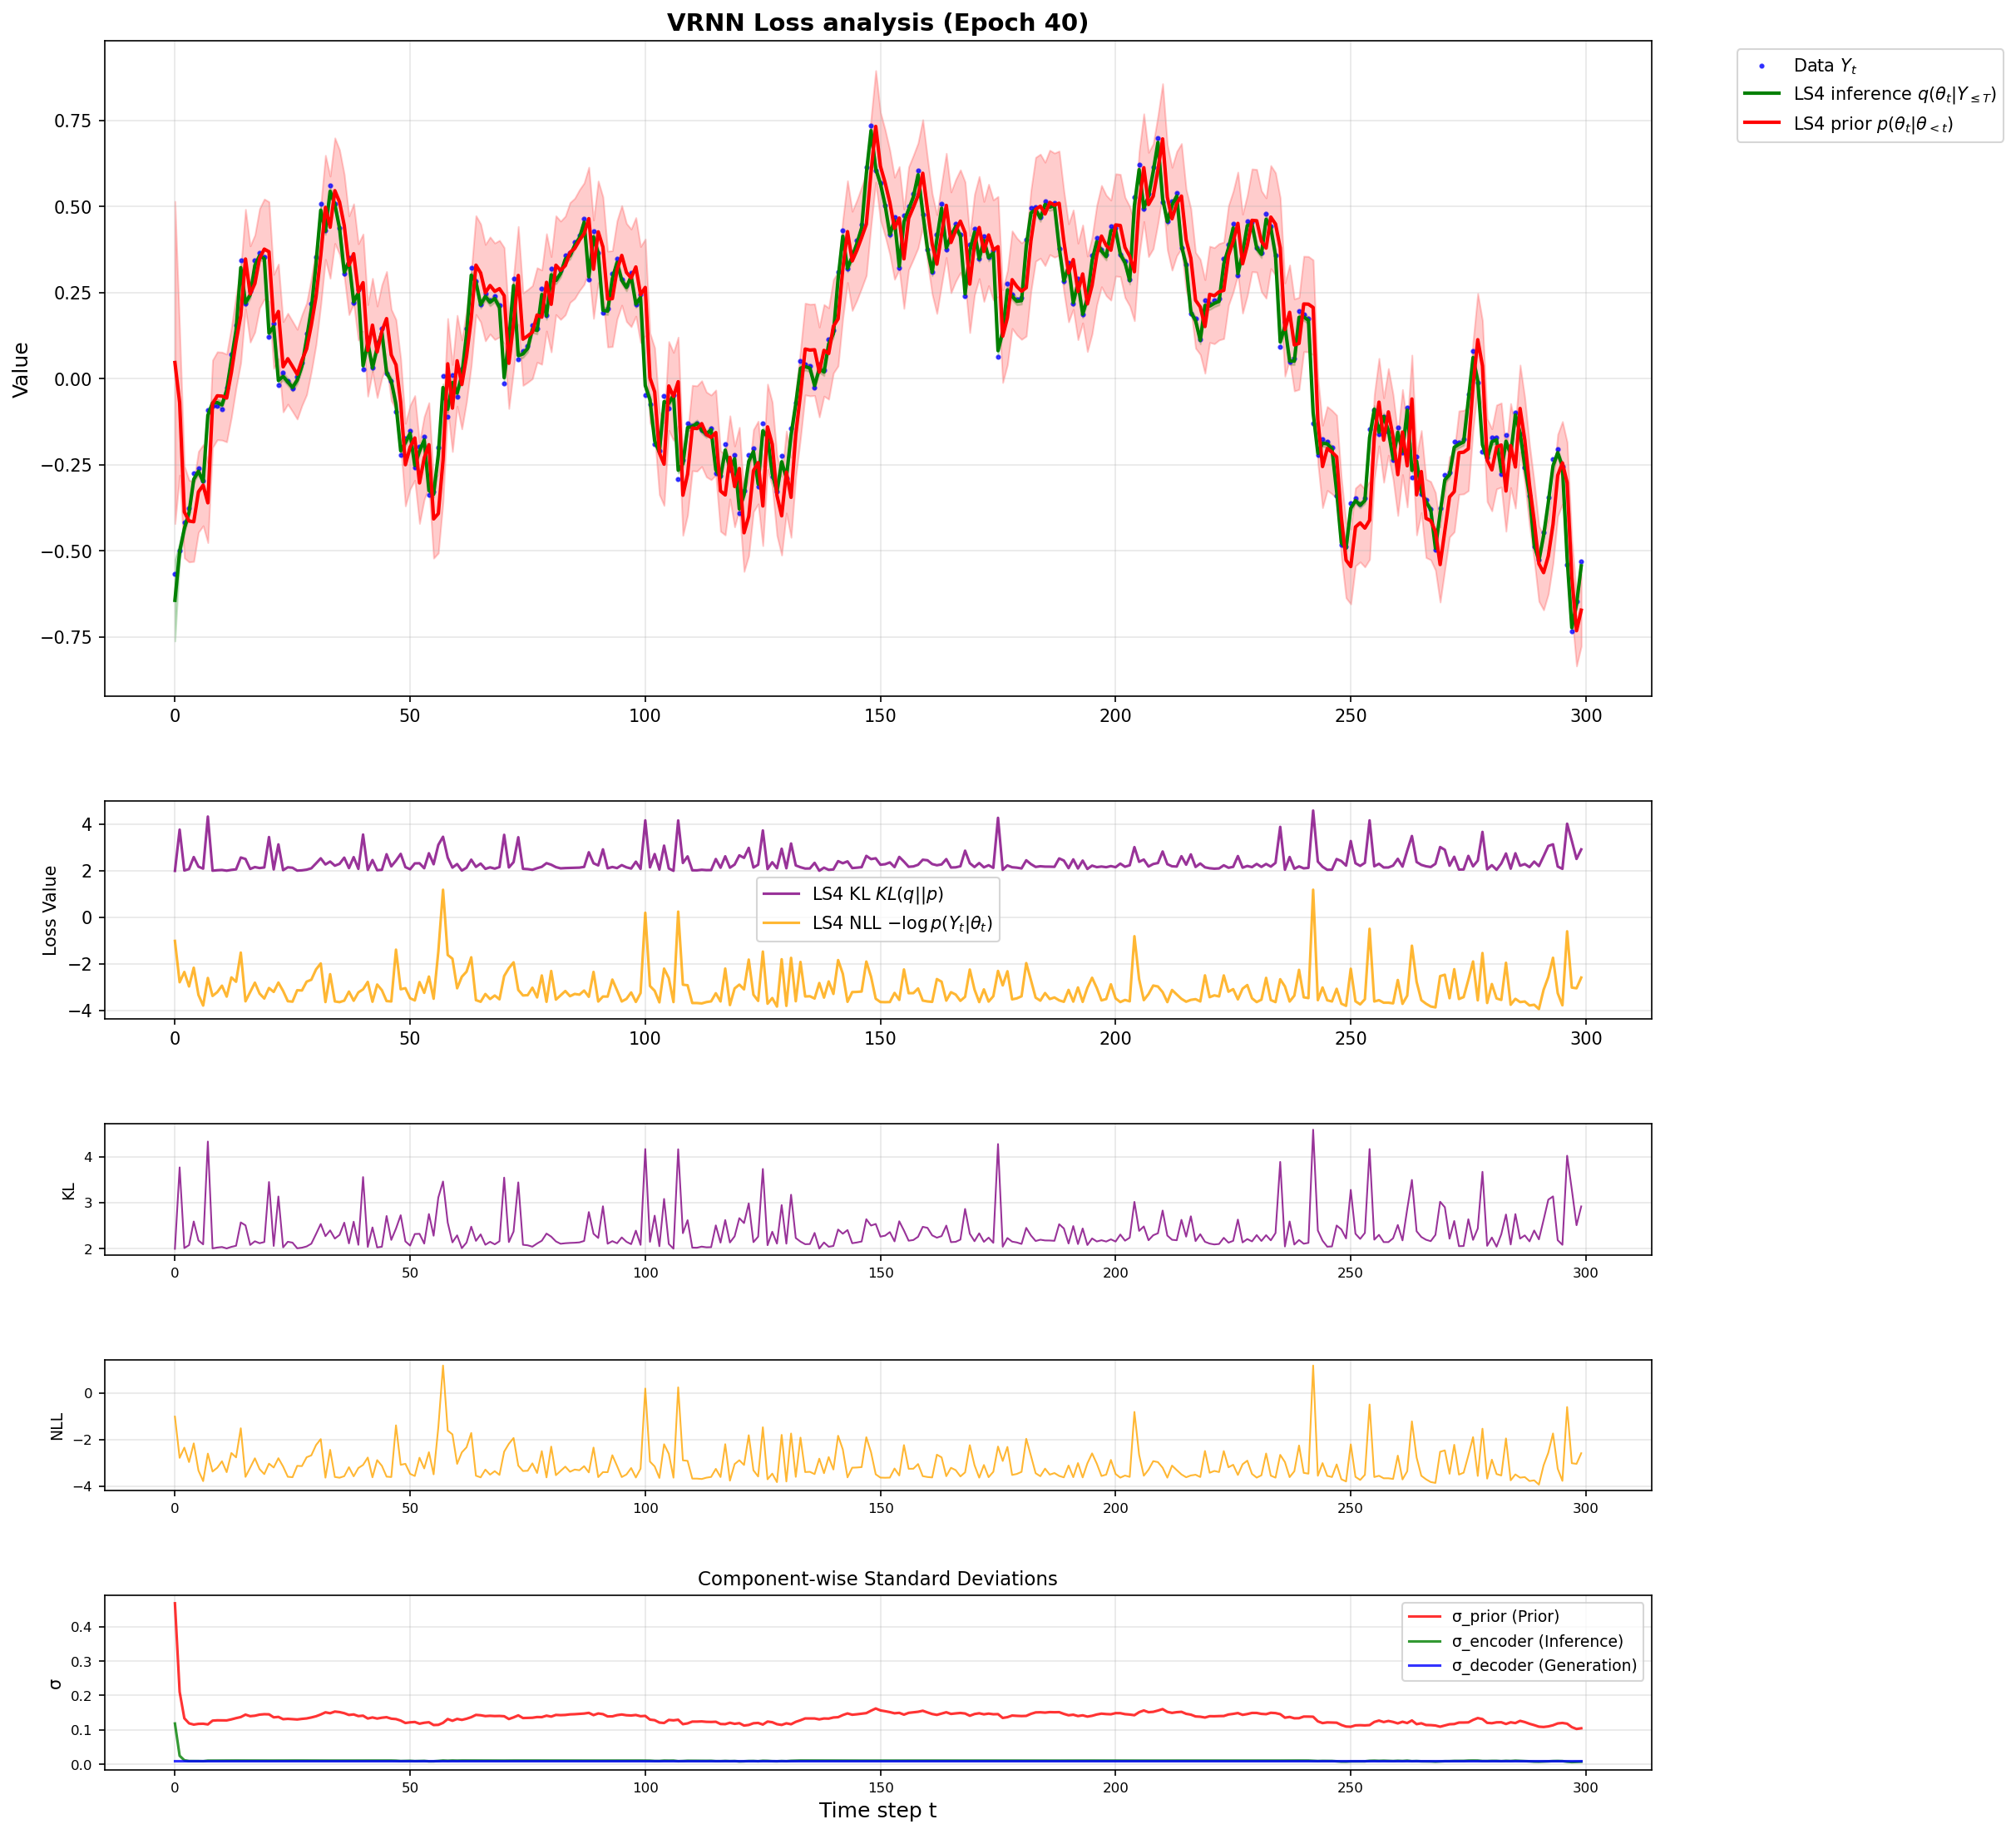 VRNN Loss analysis (Epoch 40)
Data $Y_t$
LS4 inference $q(\theta_t|Y_{\leq T})$
LS4 prior $p(\theta_t|\theta_{<t})$
Value
0.75
0.50
0.25
0.00
−0.25
−0.50
−0.75
0 50 100 150 200 250 300
Loss Value
4
2
0
−2
−4
LS4 KL $KL(q||p)$
LS4 NLL $-\log p(Y_t|\theta_t)$
0 50 100 150 200 250 300
KL
4
3
2
0 50 100 150 200 250 300
NLL
0
−2
−4
0 50 100 150 200 250 300
Component-wise Standard Deviations
σ
0.4
0.3
0.2
0.1
0.0
σ_prior (Prior)
σ_encoder (Inference)
σ_decoder (Generation)
0 50 100 150 200 250 300
Time step t